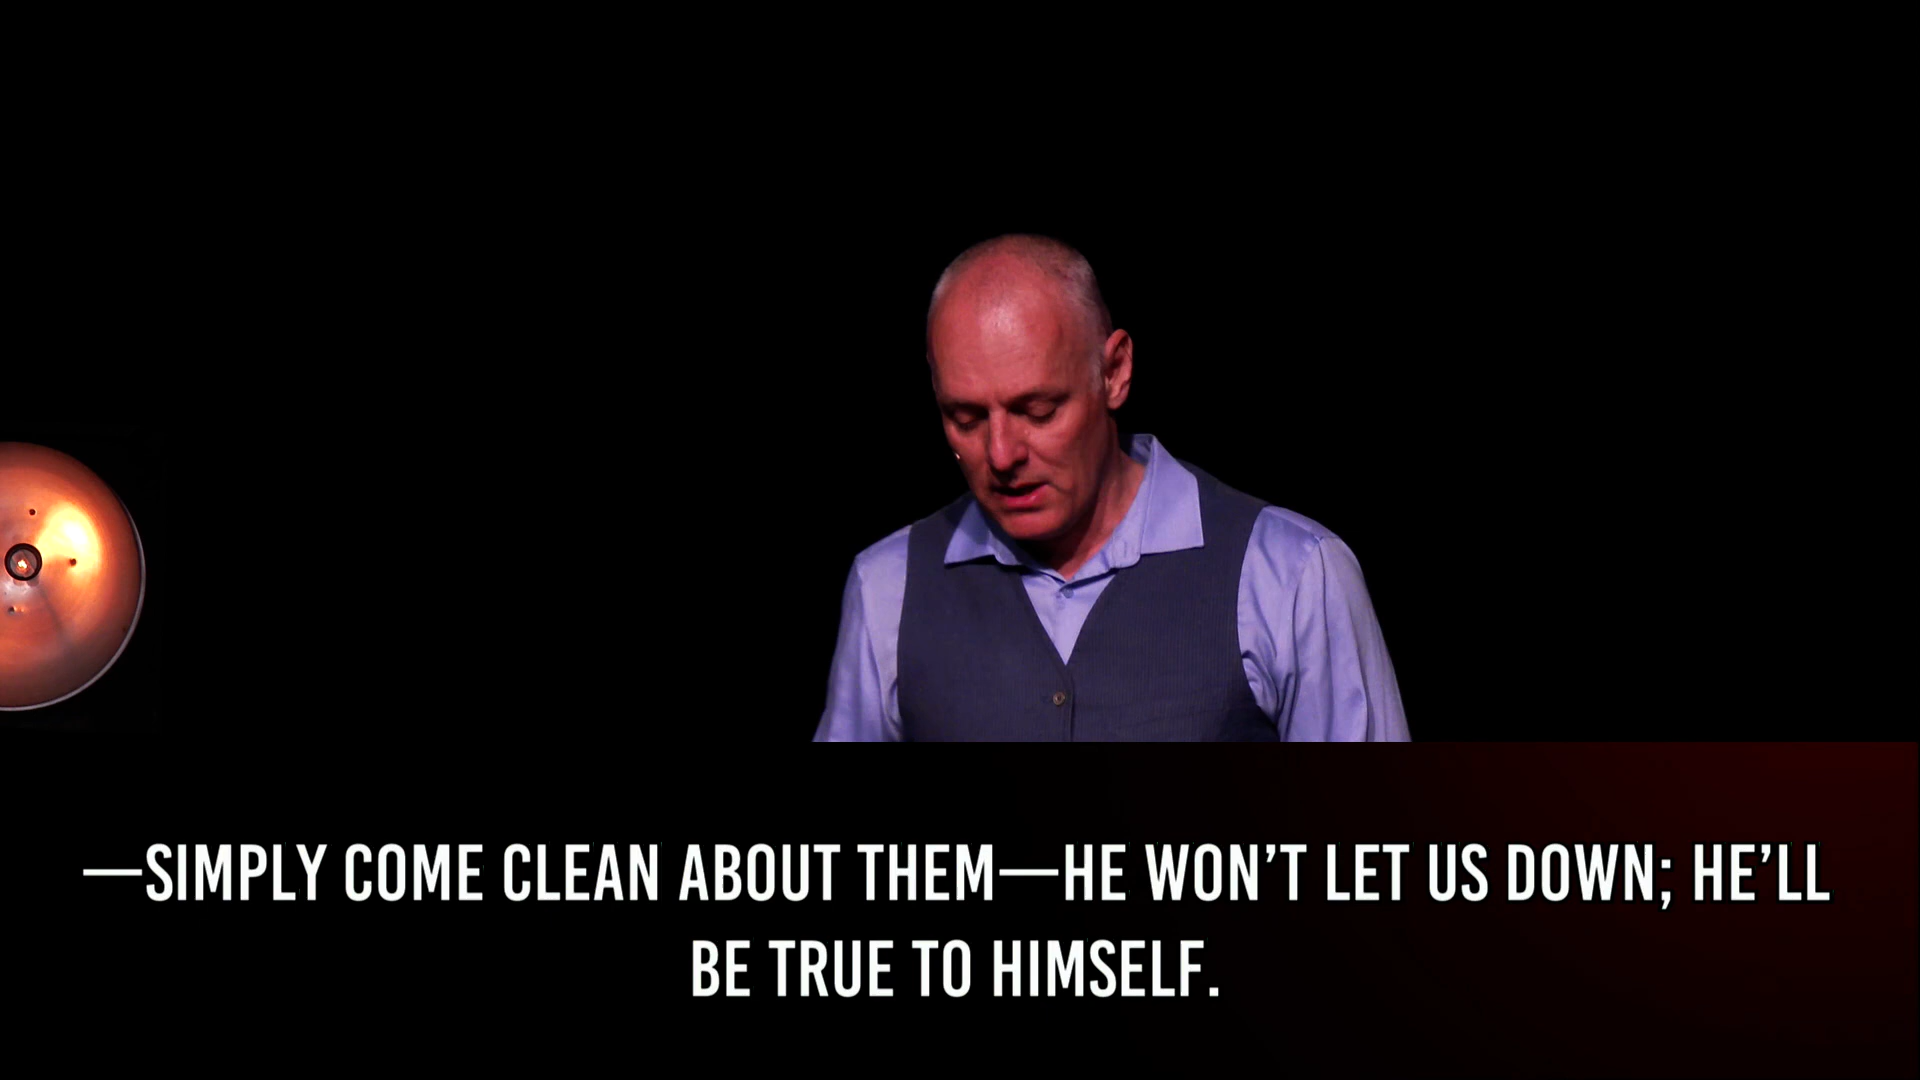 —SIMPLY COME CLEAN ABOUT THEM—HE WON’T LET US DOWN; HE’LL
BE TRUE TO HIMSELF.